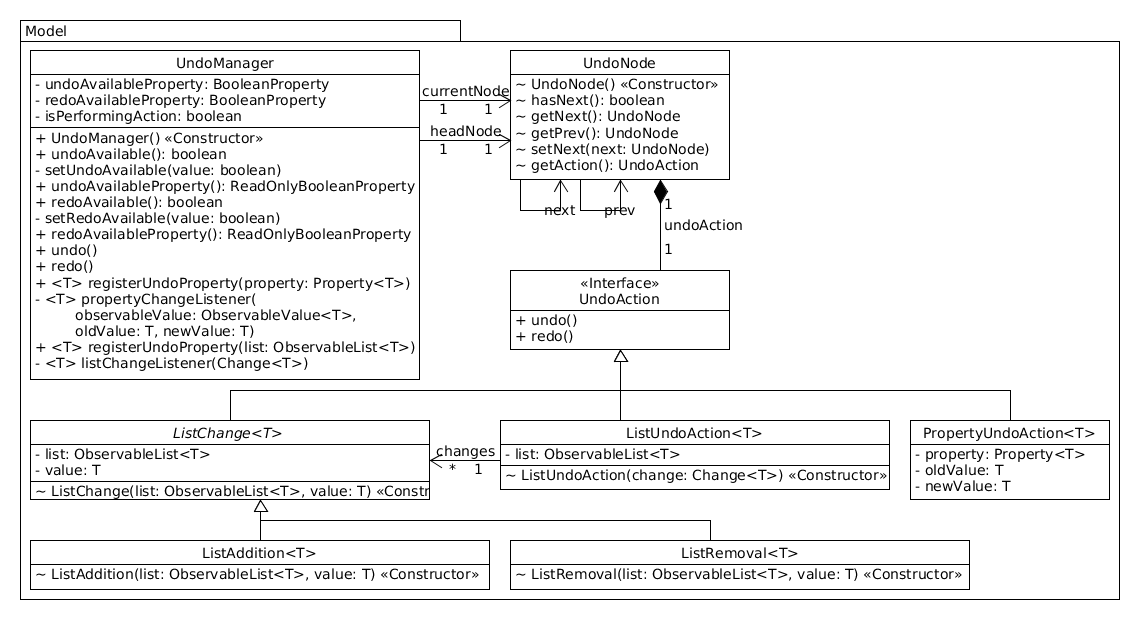 Model
UndoManager
- undoAvailableProperty: BooleanProperty
- redoAvailableProperty: BooleanProperty
- isPerformingAction: boolean
+ UndoManager() «Constructor»
+ undoAvailable(): boolean
- setUndoAvailable(value: boolean)
+ undoAvailableProperty(): ReadOnlyBooleanProperty
+ redoAvailable(): boolean
- setRedoAvailable(value: boolean)
+ redoAvailableProperty(): ReadOnlyBooleanProperty
+ undo()
+ redo()
+ <T> registerUndoProperty(property: Property<T>)
- <T> propertyChangeListener(
observableValue: ObservableValue<T>,
oldValue: T, newValue: T)
+ <T> registerUndoProperty(list: ObservableList<T>)
- <T> listChangeListener(Change<T>)
currentNode
1 1
headNode
1 1
UndoNode
~ UndoNode() «Constructor»
~ hasNext(): boolean
~ getNext(): UndoNode
~ getPrev(): UndoNode
~ setNext(next: UndoNode)
~ getAction(): UndoAction
next
prev
1
undoAction
1
«Interface»
UndoAction
+ undo()
+ redo()
ListChange<T>
- list: ObservableList<T>
- value: T
~ ListChange(list: ObservableList<T>, value: T) «Constr
changes
* 1
ListUndoAction<T>
- list: ObservableList<T>
~ ListUndoAction(change: Change<T>) «Constructor»
PropertyUndoAction<T>
- property: Property<T>
- oldValue: T
- newValue: T
ListAddition<T>
~ ListAddition(list: ObservableList<T>, value: T) «Constructor»
ListRemoval<T>
~ ListRemoval(list: ObservableList<T>, value: T) «Constructor»